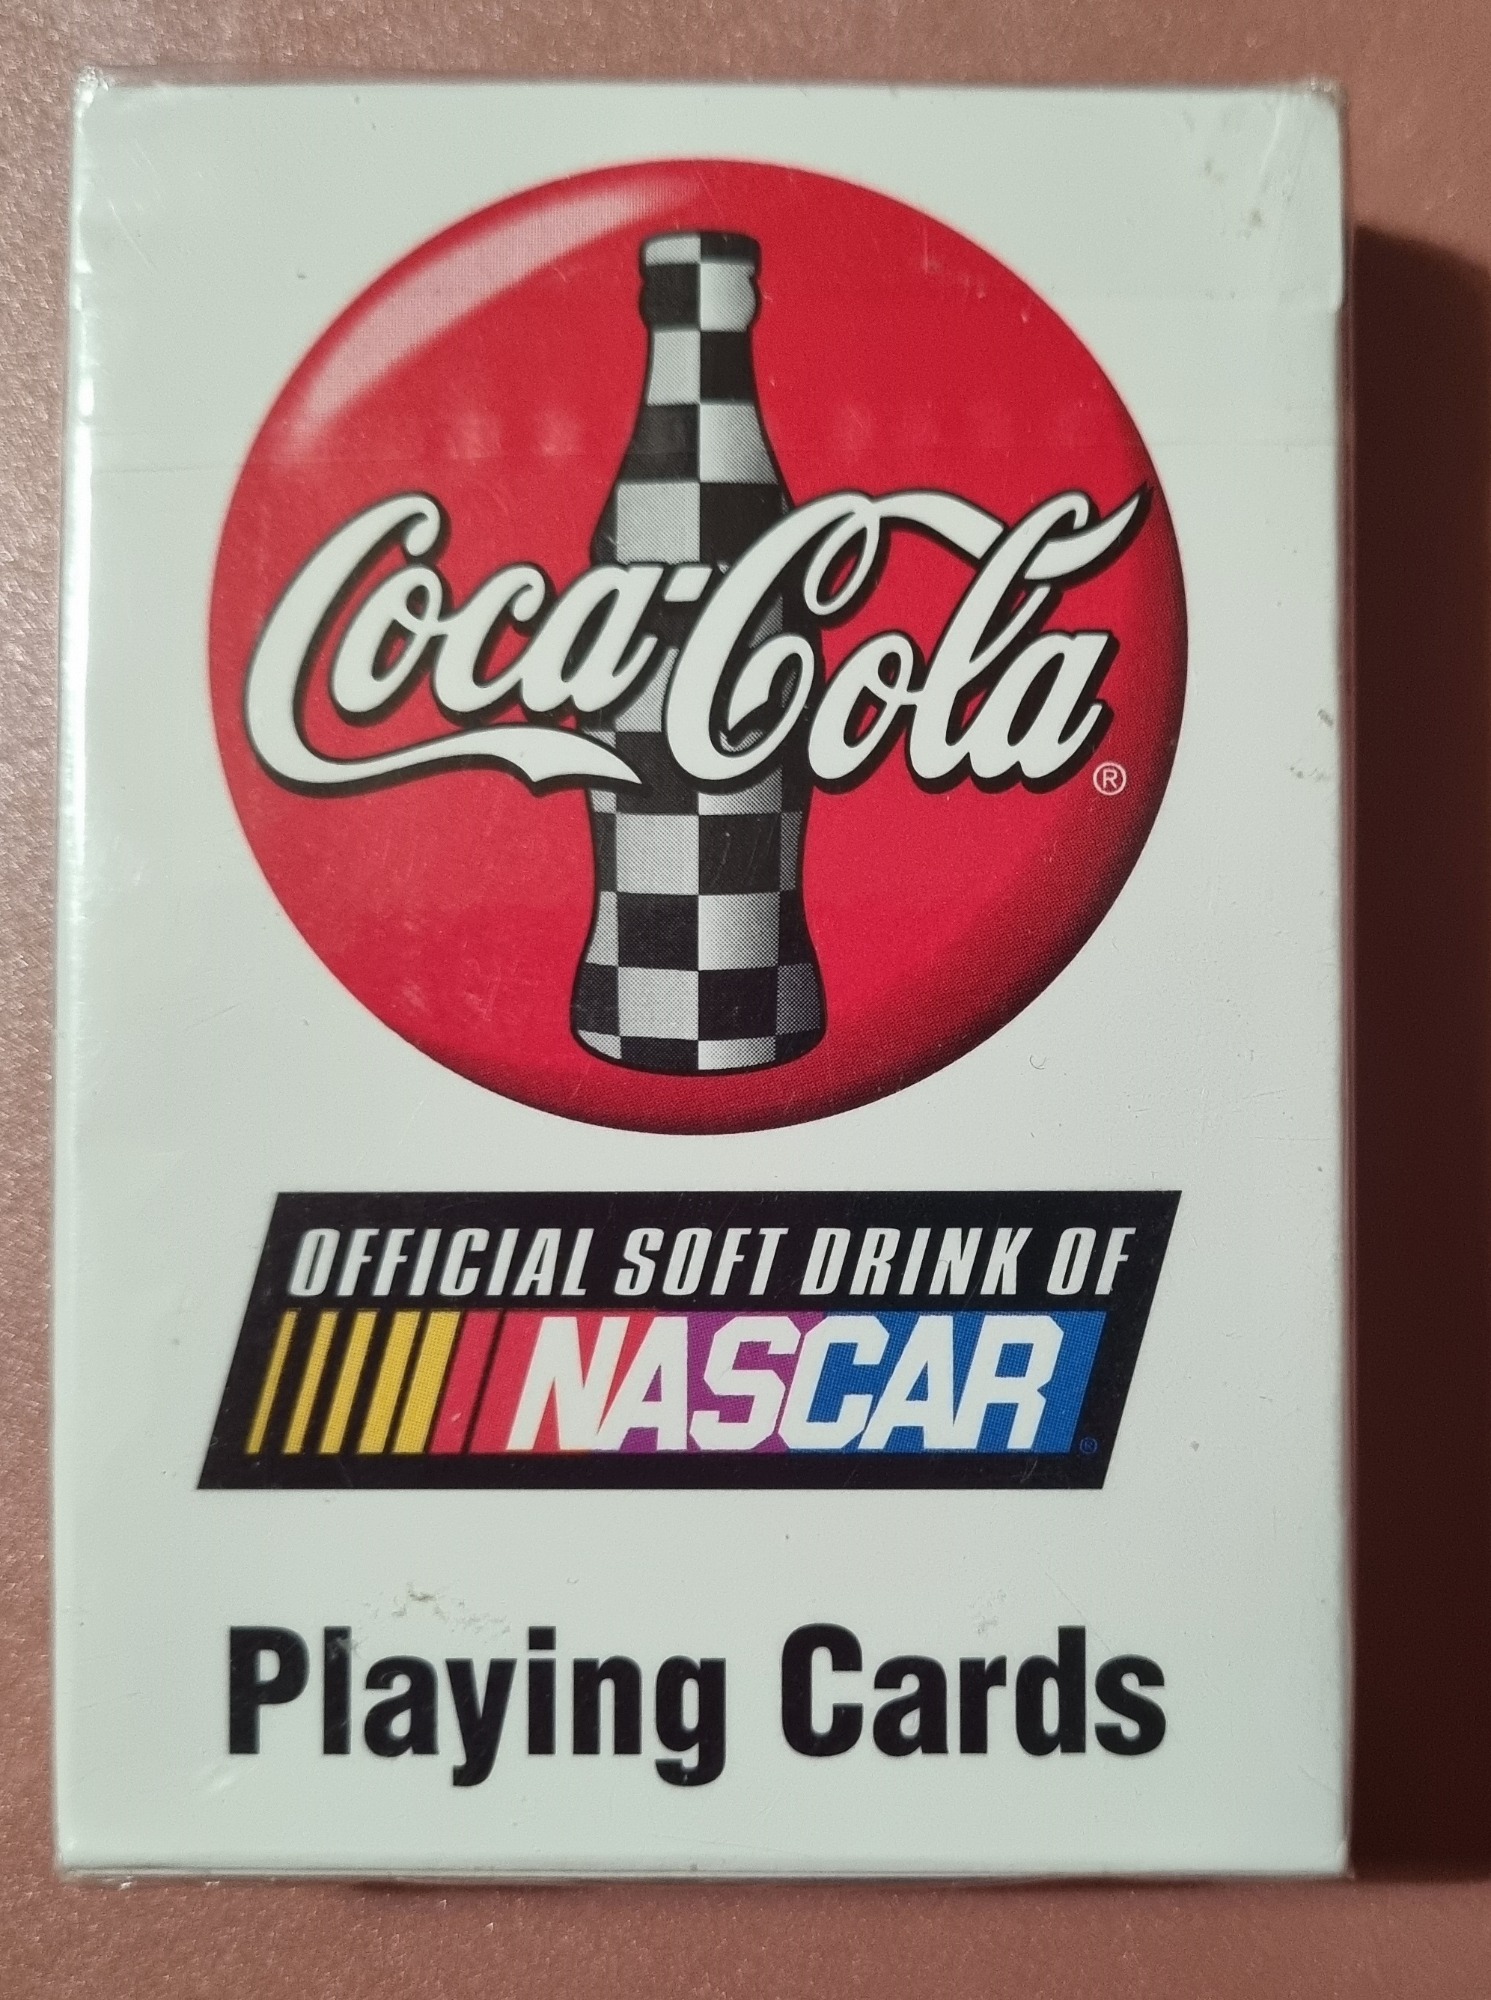 Coca-Cola®
OFFICIAL SOFT DRINK OF
NASCAR®
Playing Cards